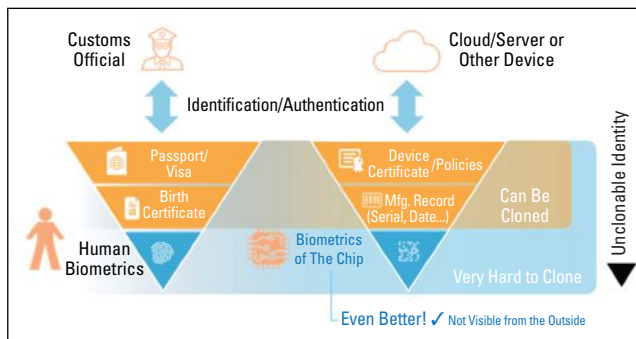 Customs
Official
Cloud/Server or
Other Device
Identification/Authentication
Passport/
Visa
Device
Certificate
/Policies
Birth
Certificate
Mfg. Record
(Serial, Date...)
Can Be
Cloned
Human
Biometrics
Biometrics
of The Chip
Very Hard to Clone
Even Better! ✓ Not Visible from the Outside
Unclonable Identity